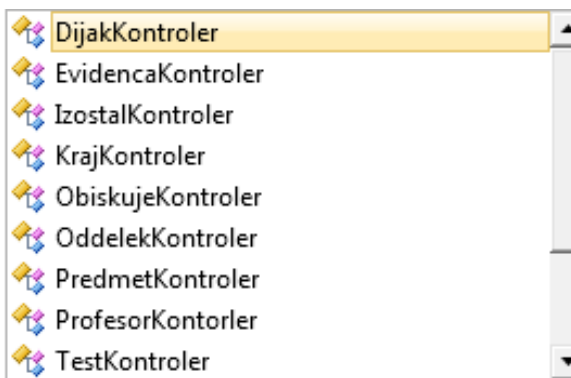 DijakKontroler
EvidencaKontroler
IzostalKontroler
KrajKontroler
ObiskujeKontroler
OddelekKontroler
PredmetKontroler
ProfesorKontorler
TestKontroler